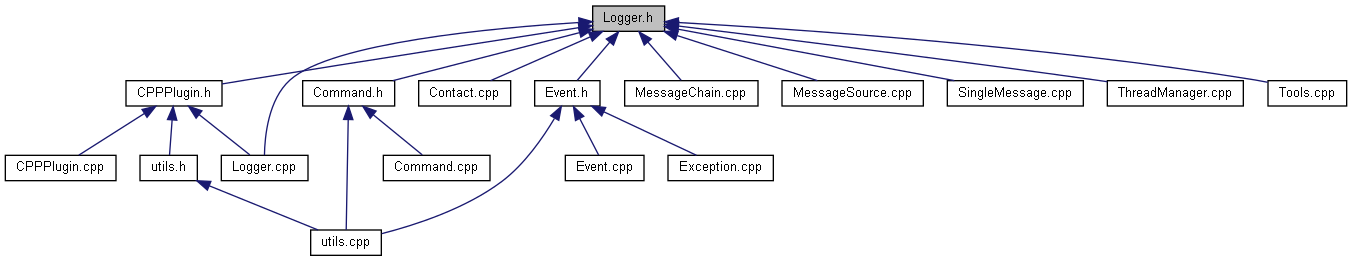 Logger.h
CPPPlugin.h
Command.h
Contact.cpp
Event.h
MessageChain.cpp
MessageSource.cpp
SingleMessage.cpp
ThreadManager.cpp
Tools.cpp
CPPPlugin.cpp
utils.h
Logger.cpp
Command.cpp
Event.cpp
Exception.cpp
utils.cpp